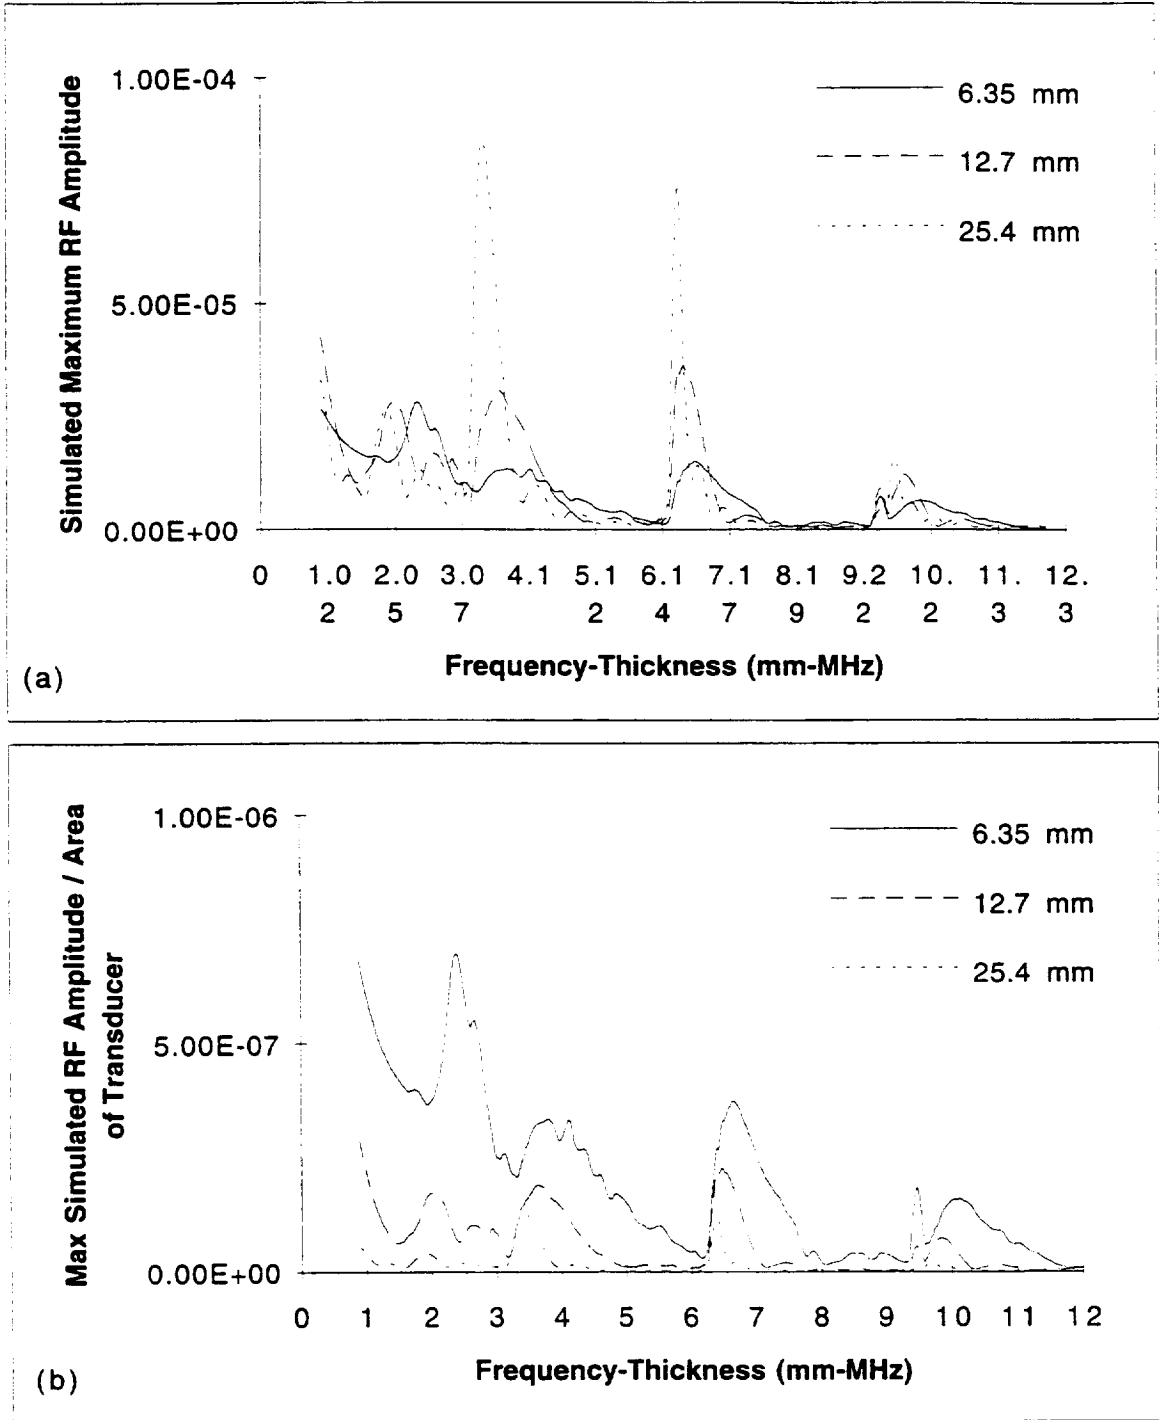 Simulated Maximum RF Amplitude
1.00E-04
5.00E-05
0.00E+00
6.35 mm
12.7 mm
25.4 mm
0 1.0 2.0 3.0 4.1 5.1 6.1 7.1 8.1 9.2 10. 11. 12.
2 5 7 2 4 7 9 2 2 3 3
Frequency-Thickness (mm-MHz)
(a)
Max Simulated RF Amplitude / Area
of Transducer
1.00E-06
5.00E-07
0.00E+00
6.35 mm
12.7 mm
25.4 mm
0 1 2 3 4 5 6 7 8 9 10 11 12
Frequency-Thickness (mm-MHz)
(b)